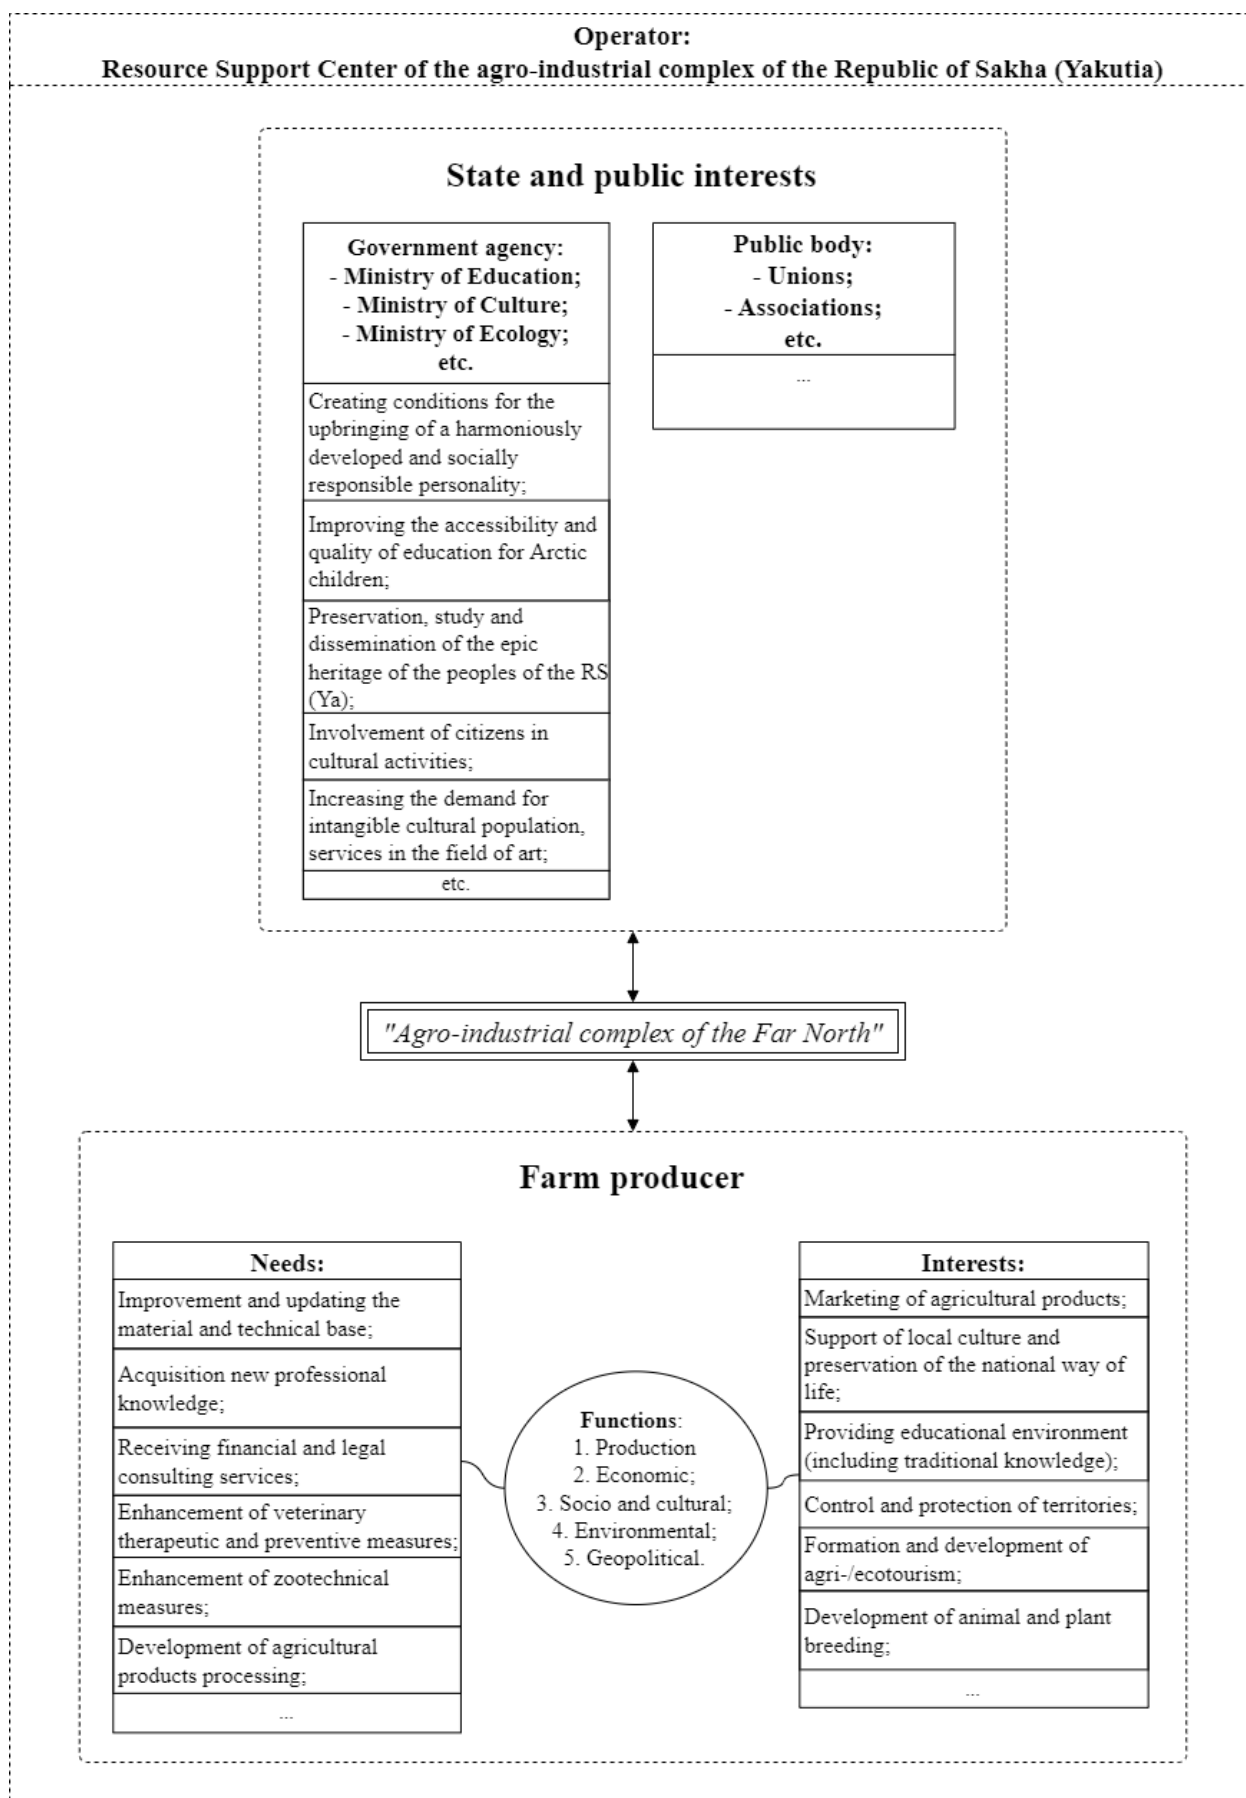 Operator:
Resource Support Center of the agro-industrial complex of the Republic of Sakha (Yakutia)
State and public interests
Government agency:
- Ministry of Education;
- Ministry of Culture;
- Ministry of Ecology;
etc.
Creating conditions for the
upbringing of a harmoniously
developed and socially
responsible personality;
Improving the accessibility and
quality of education for Arctic
children;
Preservation, study and
dissemination of the epic
heritage of the peoples of the RS
(Ya);
Involvement of citizens in
cultural activities;
Increasing the demand for
intangible cultural population,
services in the field of art;
etc.
Public body:
- Unions;
- Associations;
etc.
...
"Agro-industrial complex of the Far North"
Farm producer
Needs:
Improvement and updating the
material and technical base;
Acquisition new professional
knowledge;
Receiving financial and legal
consulting services;
Enhancement of veterinary
therapeutic and preventive measures;
Enhancement of zootechnical
measures;
Development of agricultural
products processing;
...
Functions:
1. Production
2. Economic;
3. Socio and cultural;
4. Environmental;
5. Geopolitical.
Interests:
Marketing of agricultural products;
Support of local culture and
preservation of the national way of
life;
Providing educational environment
(including traditional knowledge);
Control and protection of territories;
Formation and development of
agri-/ecotourism;
Development of animal and plant
breeding;
...